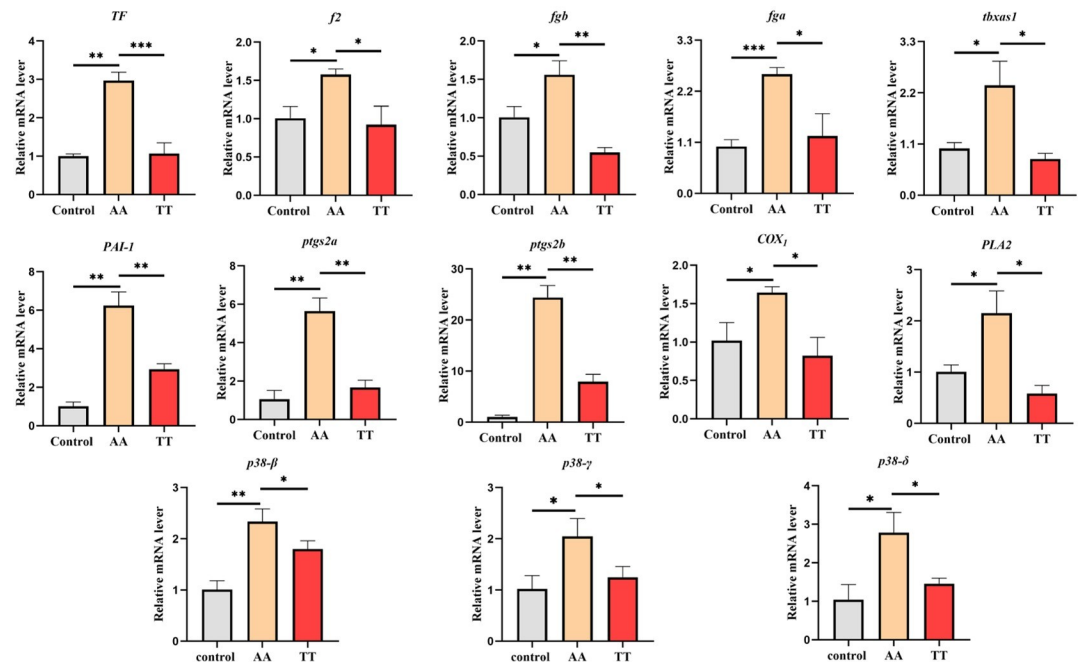 TF
f2
fgb
fga
tbxas1
** ***
* *
* **
*** *
* *
Relative mRNA lever
4
3
2
1
0
Control AA TT
Relative mRNA lever
2.0
1.5
1.0
0.5
0.0
Control AA TT
Relative mRNA lever
2.0
1.5
1.0
0.5
0.0
Control AA TT
Relative mRNA lever
3.3
2.2
1.1
0.0
Control AA TT
Relative mRNA lever
3.3
2.2
1.1
0.0
Control AA TT
PAI-1
ptgs2a
ptgs2b
COX1
PLA2
** **
** **
** **
* *
* *
Relative mRNA lever
8
6
4
2
0
Control AA TT
Relative mRNA lever
8
6
4
2
0
Control AA TT
Relative mRNA lever
30
20
10
0
Control AA TT
Relative mRNA lever
2.0
1.5
1.0
0.5
0.0
Control AA TT
Relative mRNA lever
3
2
1
0
Control AA TT
p38-β
p38-γ
p38-δ
** *
* *
* *
Relative mRNA lever
3
2
1
0
control AA TT
Relative mRNA lever
3
2
1
0
control AA TT
Relative mRNA lever
4
3
2
1
0
control AA TT